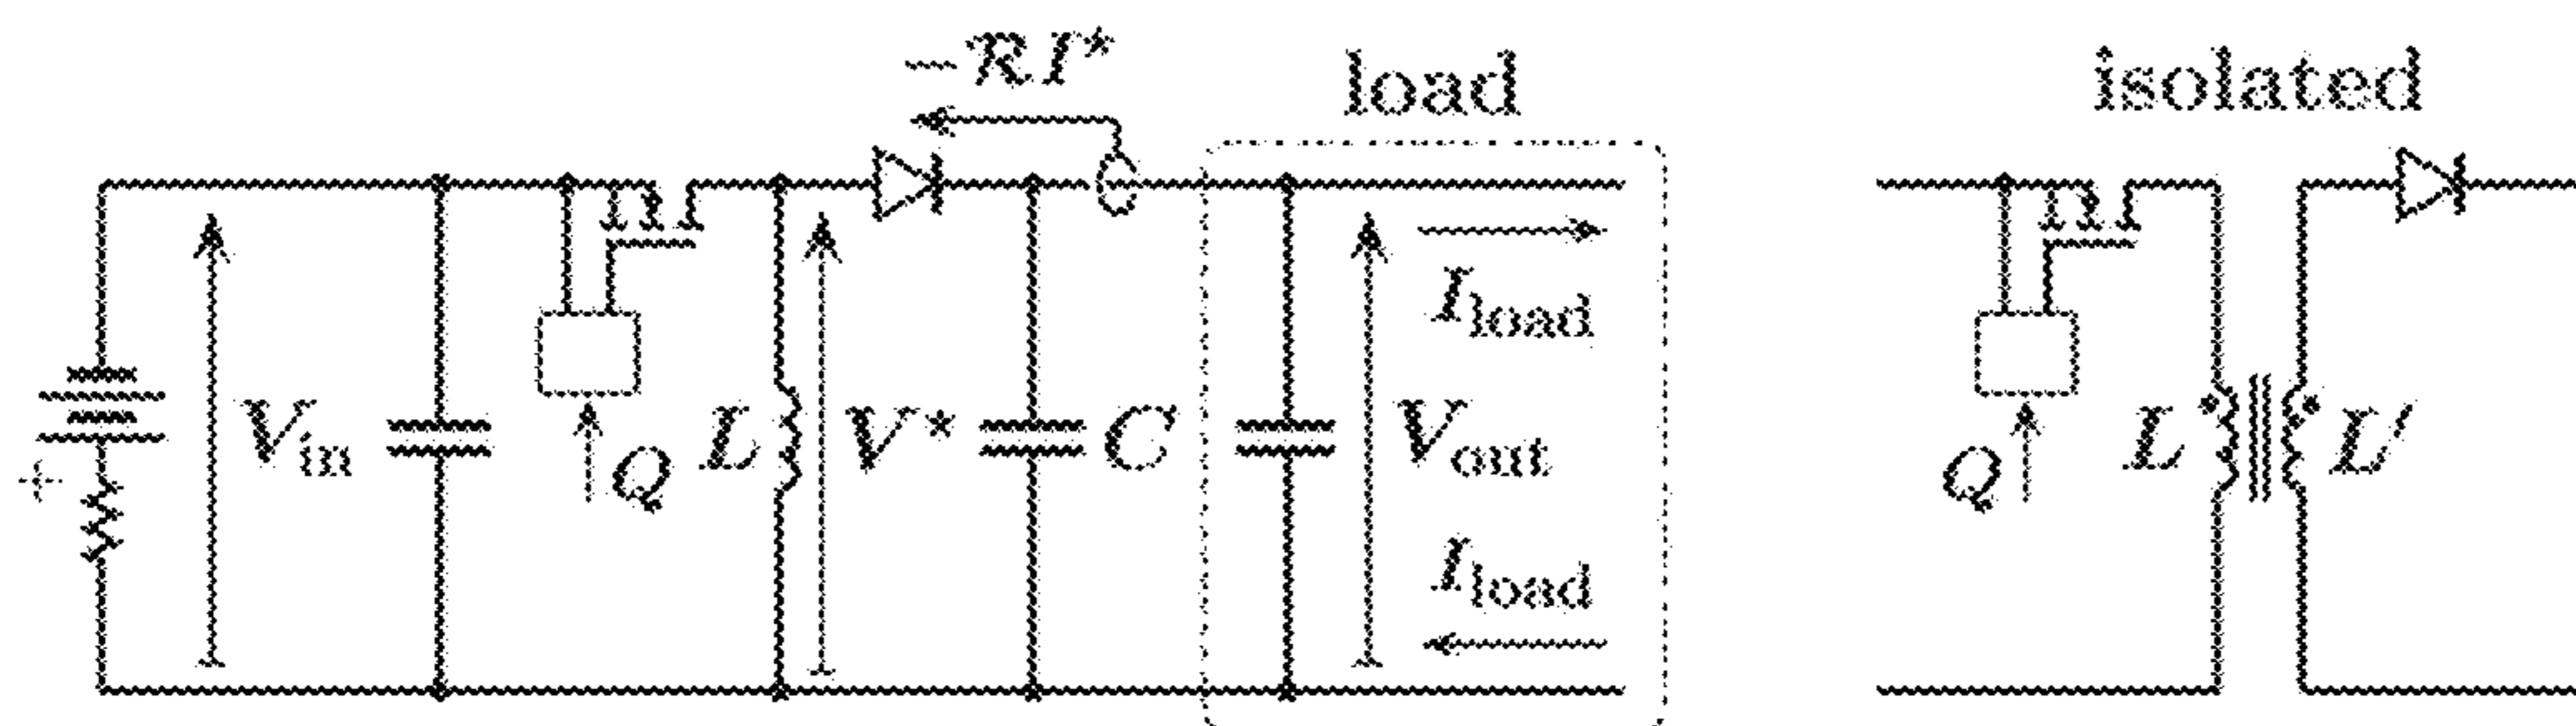 −ℛI*
load
isolated
+
V_in
Q
L
V*
C
V_out
I_load
I_load
Q
L
L′